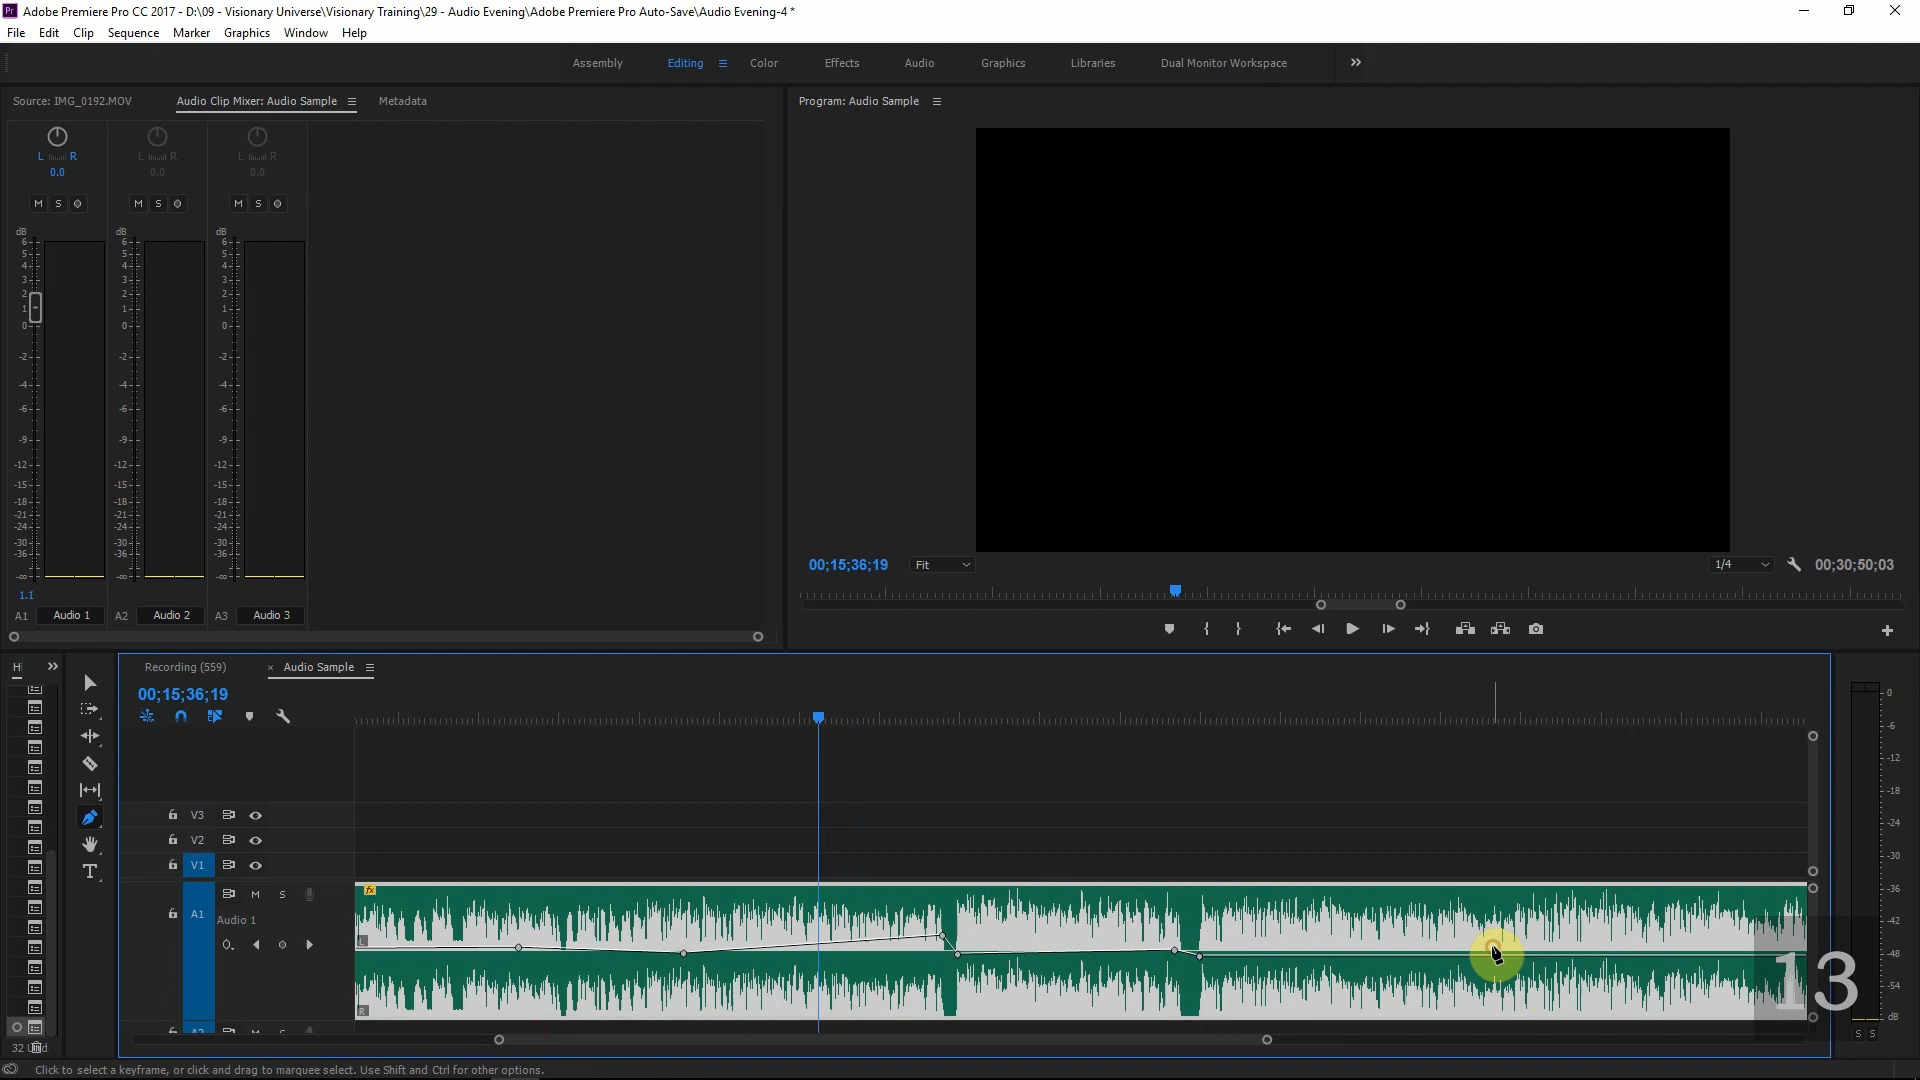 Pr Adobe Premiere Pro CC 2017 - D:\09 - Visionary Universe\Visionary Training\29 - Audio Evening\Adobe Premiere Pro Auto-Save\Audio Evening-4 *
File Edit Clip Sequence Marker Graphics Window Help
Assembly Editing Color Effects Audio Graphics Libraries Dual Monitor Workspace
Source: IMG_0192.MOV Audio Clip Mixer: Audio Sample Metadata
Program: Audio Sample
L R L R L R
0.0 0.0 0.0
M S M S M S
dB dB dB
6 6 6
5 5 5
4 4 4
3 3 3
2 2 2
1 1 1
0 0 0
-2 -2 -2
-4 -4 -4
-6 -6 -6
-9 -9 -9
-12 -12 -12
-15 -15 -15
-18 -18 -18
-21 -21 -21
-24 -24 -24
-30 -30 -30
-36 -36 -36
-∞ -∞ -∞
1.1
A1 Audio 1 A2 Audio 2 A3 Audio 3
00;15;36;19 Fit 1/4 00;30;50;03
Recording (559) × Audio Sample
00;15;36;19
V3
V2
V1
M S
A1
Audio 1
fx
L
R
T
0
-6
-12
-18
-24
-30
-36
-42
-48
-54
dB
S S
13
Click to select a keyframe, or click and drag to marquee select. Use Shift and Ctrl for other options.